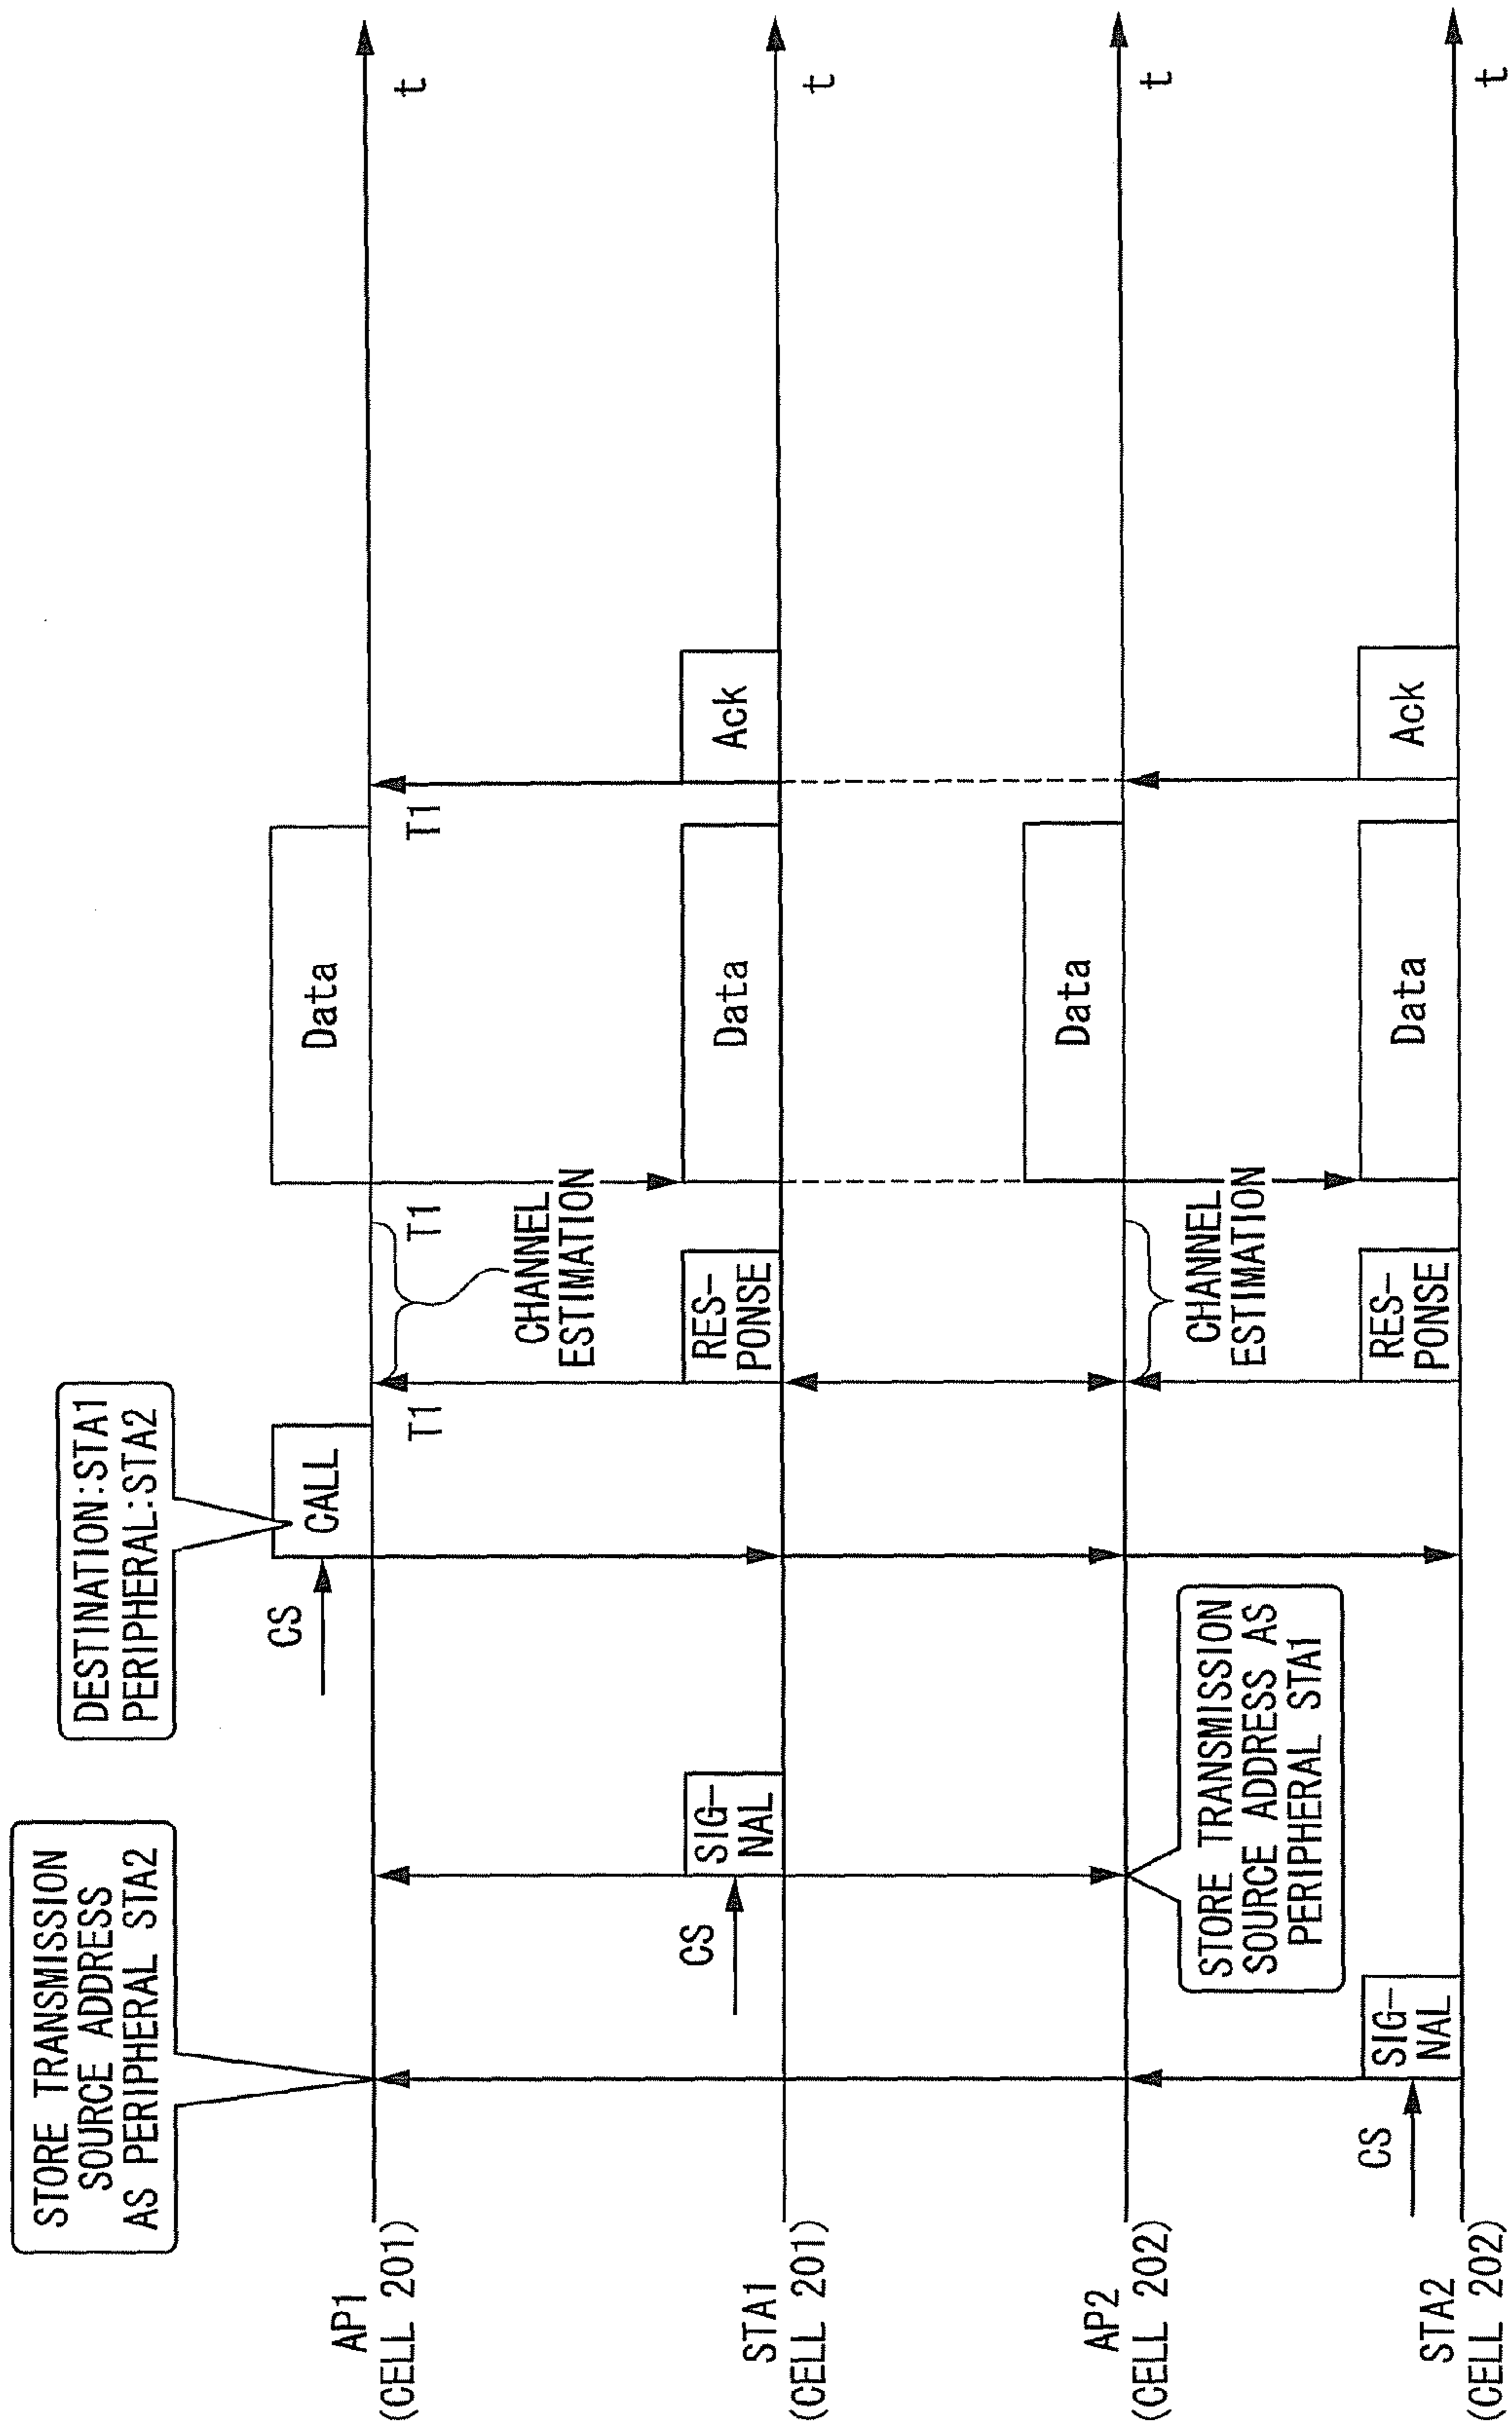 STORE TRANSMISSION
SOURCE ADDRESS
AS PERIPHERAL STA2
DESTINATION:STA1
PERIPHERAL:STA2
AP1
(CELL 201)
CS
CALL
T1
CHANNEL
ESTIMATION
T1
Data
T1
t
STA1
(CELL 201)
CS
SIG-
NAL
RES-
PONSE
Data
Ack
t
AP2
(CELL 202)
STORE TRANSMISSION
SOURCE ADDRESS AS
PERIPHERAL STA1
CHANNEL
ESTIMATION
Data
t
STA2
(CELL 202)
CS
SIG-
NAL
RES-
PONSE
Data
Ack
t